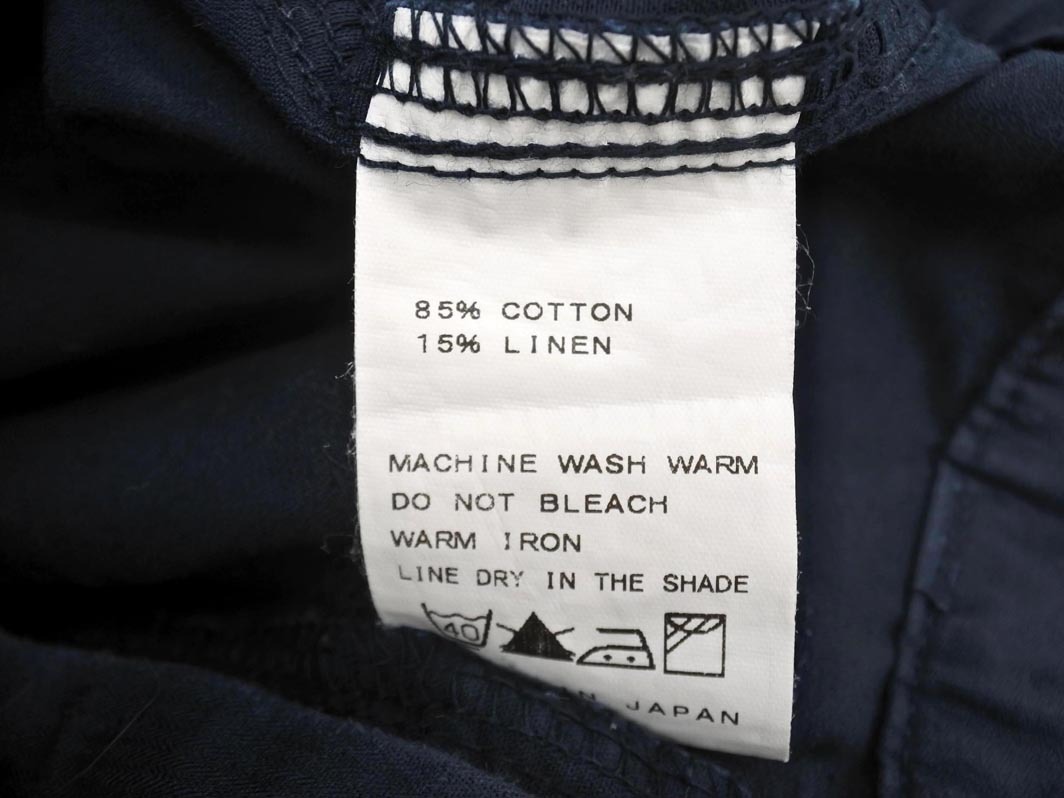 85% COTTON
15% LINEN
MACHINE WASH WARM
DO NOT BLEACH
WARM IRON
LINE DRY IN THE SHADE
40
JAPAN